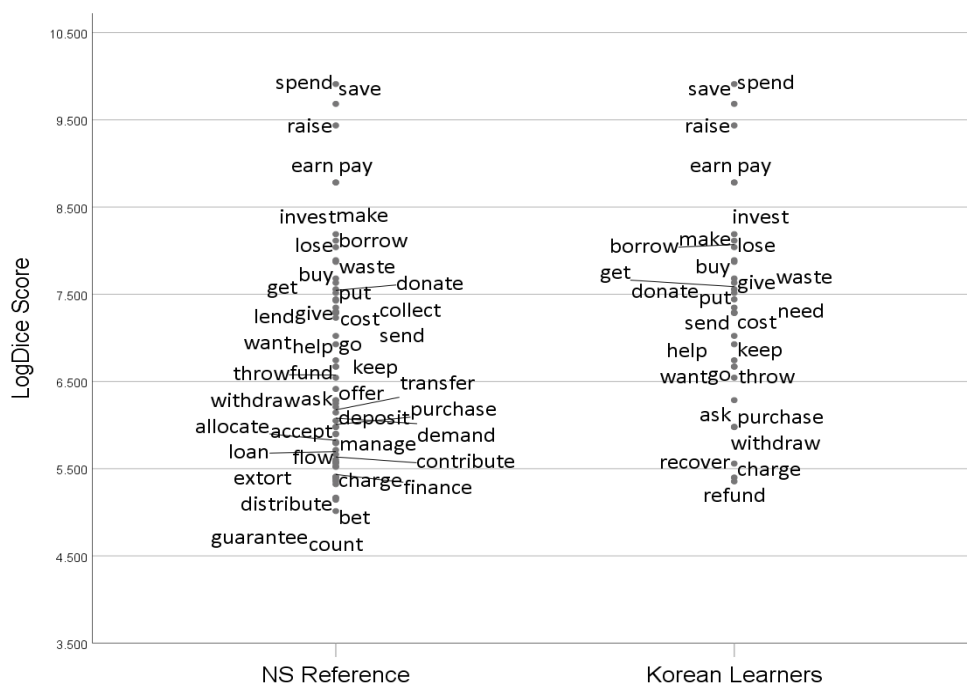 10.500
spend save save spend
9.500
raise raise
earn pay earn pay
8.500
invest make invest
lose borrow borrow make lose
buy waste buy
get put donate get donate put give waste
7.500
lend give cost collect send cost need
want help go send help keep
throw fund keep want go throw
6.500
withdraw ask offer transfer
allocate accept deposit purchase ask purchase
manage demand withdraw
loan flow contribute recover
5.500
extort charge finance charge
distribute bet refund
guarantee count
4.500
3.500
LogDice Score
NS Reference Korean Learners